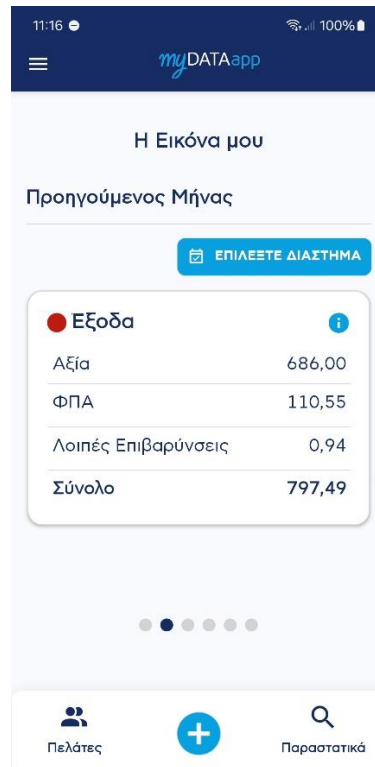 11:16 100%
myDATAapp
Η Εικόνα μου
Προηγούμενος Μήνας
ΕΠΙΛΕΞΤΕ ΔΙΑΣΤΗΜΑ
Έξοδα
Αξία 686,00
ΦΠΑ 110,55
Λοιπές Επιβαρύνσεις 0,94
Σύνολο 797,49
Πελάτες Παραστατικά